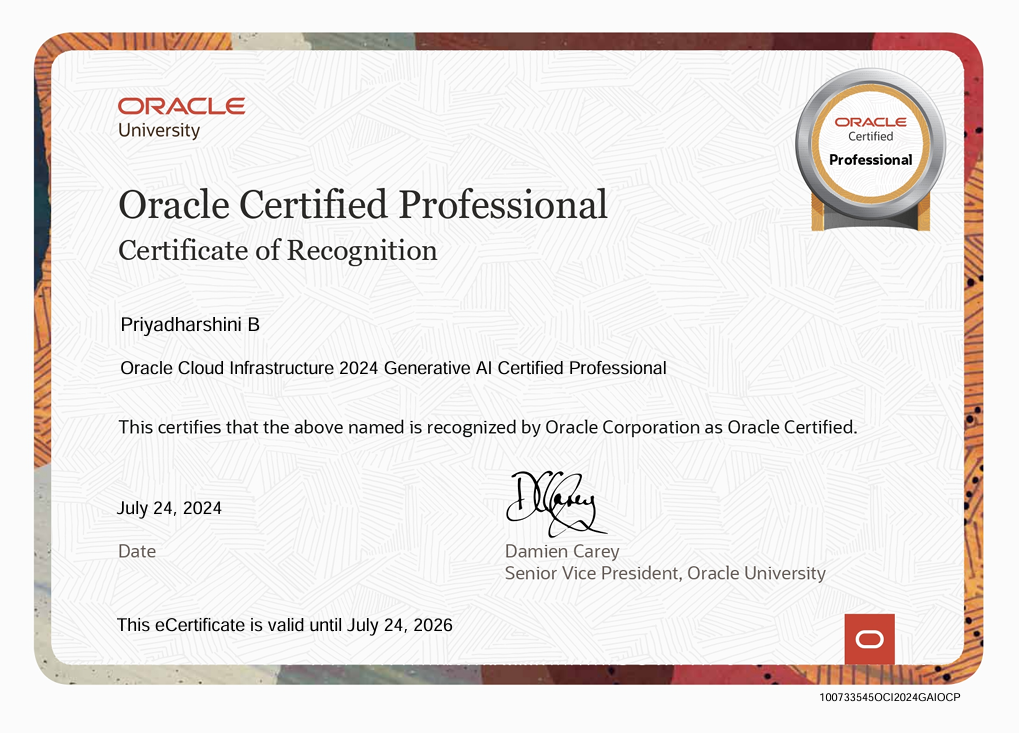 ORACLE
University
ORACLE
Certified
Professional
Oracle Certified Professional
Certificate of Recognition
Priyadharshini B
Oracle Cloud Infrastructure 2024 Generative AI Certified Professional
This certifies that the above named is recognized by Oracle Corporation as Oracle Certified.
DCCarey
July 24, 2024
Date
Damien Carey
Senior Vice President, Oracle University
This eCertificate is valid until July 24, 2026
100733545OCI2024GAIOCP